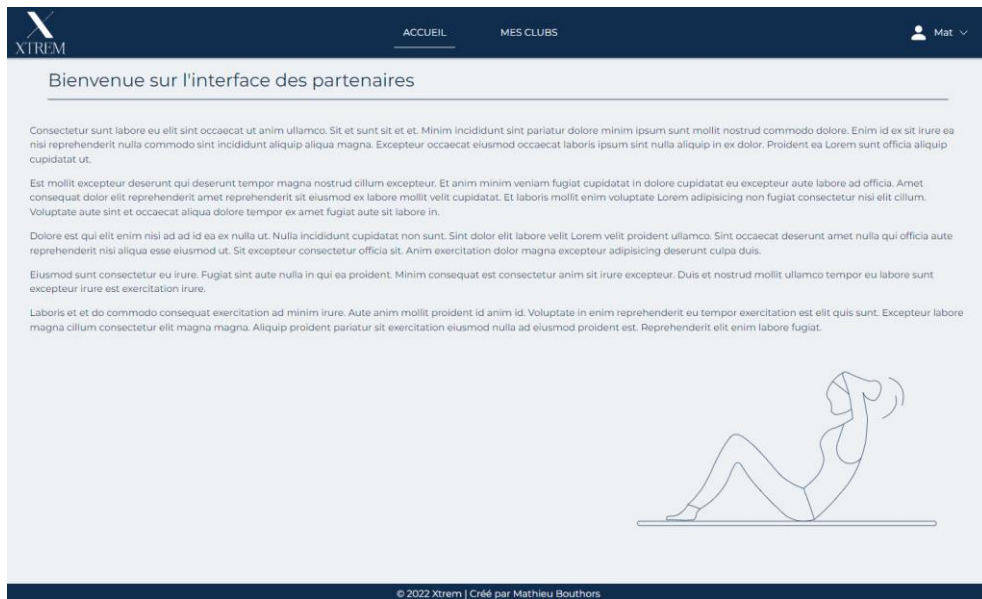 XTREM
ACCUEIL
MES CLUBS
Mat
Bienvenue sur l'interface des partenaires
Consectetur sunt labore eu elit sint occaecat ut anim ullamco. Sit et sunt sit et et. Minim incididunt sint pariatur dolore minim ipsum sunt mollit nostrud commodo dolore. Enim id ex sit irure ea
nisi reprehenderit nulla commodo sint incididunt aliquip aliqua magna. Excepteur occaecat eiusmod occaecat laboris ipsum sint nulla aliquip in ex dolor. Proident ea Lorem sunt officia aliquip
cupidatat ut.
Est mollit excepteur deserunt qui deserunt tempor magna nostrud cillum excepteur. Et anim minim veniam fugiat cupidatat in dolore cupidatat eu excepteur aute labore ad officia. Amet
consequat dolor elit reprehenderit amet reprehenderit sit eiusmod ex labore mollit velit cupidatat. Et laboris mollit enim voluptate Lorem adipisicing non fugiat consectetur nisi elit cillum.
Voluptate aute sint et occaecat aliqua dolore tempor ex amet fugiat aute sit labore in.
Dolore est qui elit enim nisi ad ad id ea ex nulla ut. Nulla incididunt cupidatat non sunt. Sint dolor elit labore velit Lorem velit proident ullamco. Sint occaecat deserunt amet nulla qui officia aute
reprehenderit nisi aliqua esse eiusmod ut. Sit excepteur consectetur officia sit. Anim exercitation dolor magna excepteur adipisicing deserunt culpa duis.
Eiusmod sunt consectetur eu irure. Fugiat sint aute nulla in qui ea proident. Minim consequat est consectetur anim sit irure excepteur. Duis et nostrud mollit ullamco tempor eu labore sunt
excepteur irure est exercitation irure.
Laboris et et do commodo consequat exercitation ad minim irure. Aute anim mollit proident id anim id. Voluptate in enim reprehenderit eu tempor exercitation est elit quis sunt. Excepteur labore
magna cillum consectetur elit magna magna. Aliquip proident pariatur sit exercitation eiusmod nulla ad eiusmod proident est. Reprehenderit elit enim labore fugiat.
© 2022 Xtrem | Créé par Mathieu Bouthors